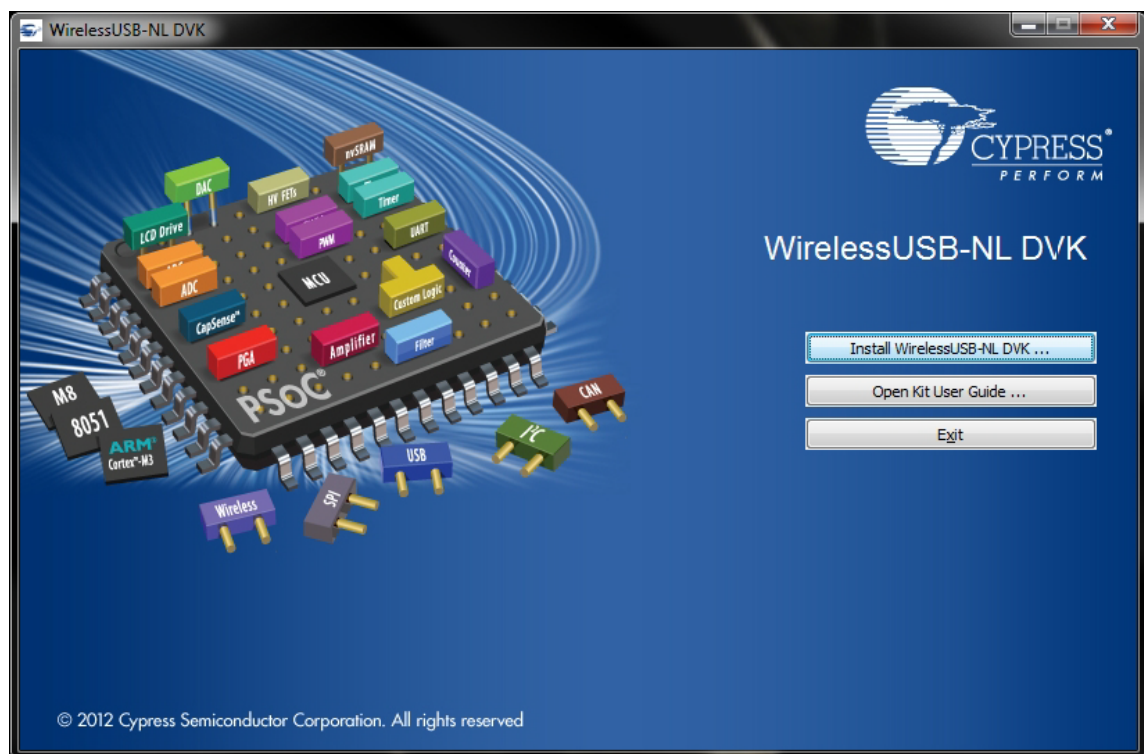 WirelessUSB-NL DVK
CYPRESS®
PERFORM
WirelessUSB-NL DVK
Install WirelessUSB-NL DVK ...
Open Kit User Guide ...
Exit
nvSRAM
DAC
HV FETs
Timer
LCD Drive
UART
PWM
Counter
ADC
MCU
Custom Logic
CapSense™
Amplifier
Filter
PGA
PSoC®
M8
8051
ARM®
Cortex™-M3
CAN
I²C
USB
SPI
Wireless
© 2012 Cypress Semiconductor Corporation. All rights reserved